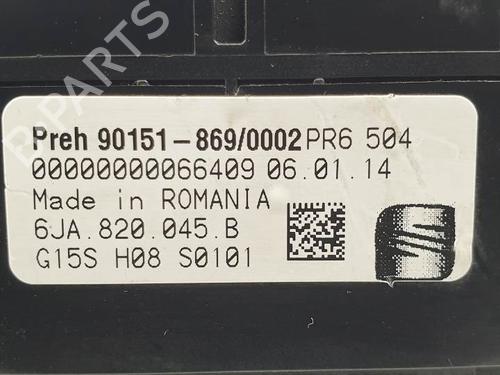 B-PARTS
Preh 90151-869/0002 PR6 504
00000000066409 06.01.14
Made in ROMANIA
6JA.820.045.B
G15S H08 S0101